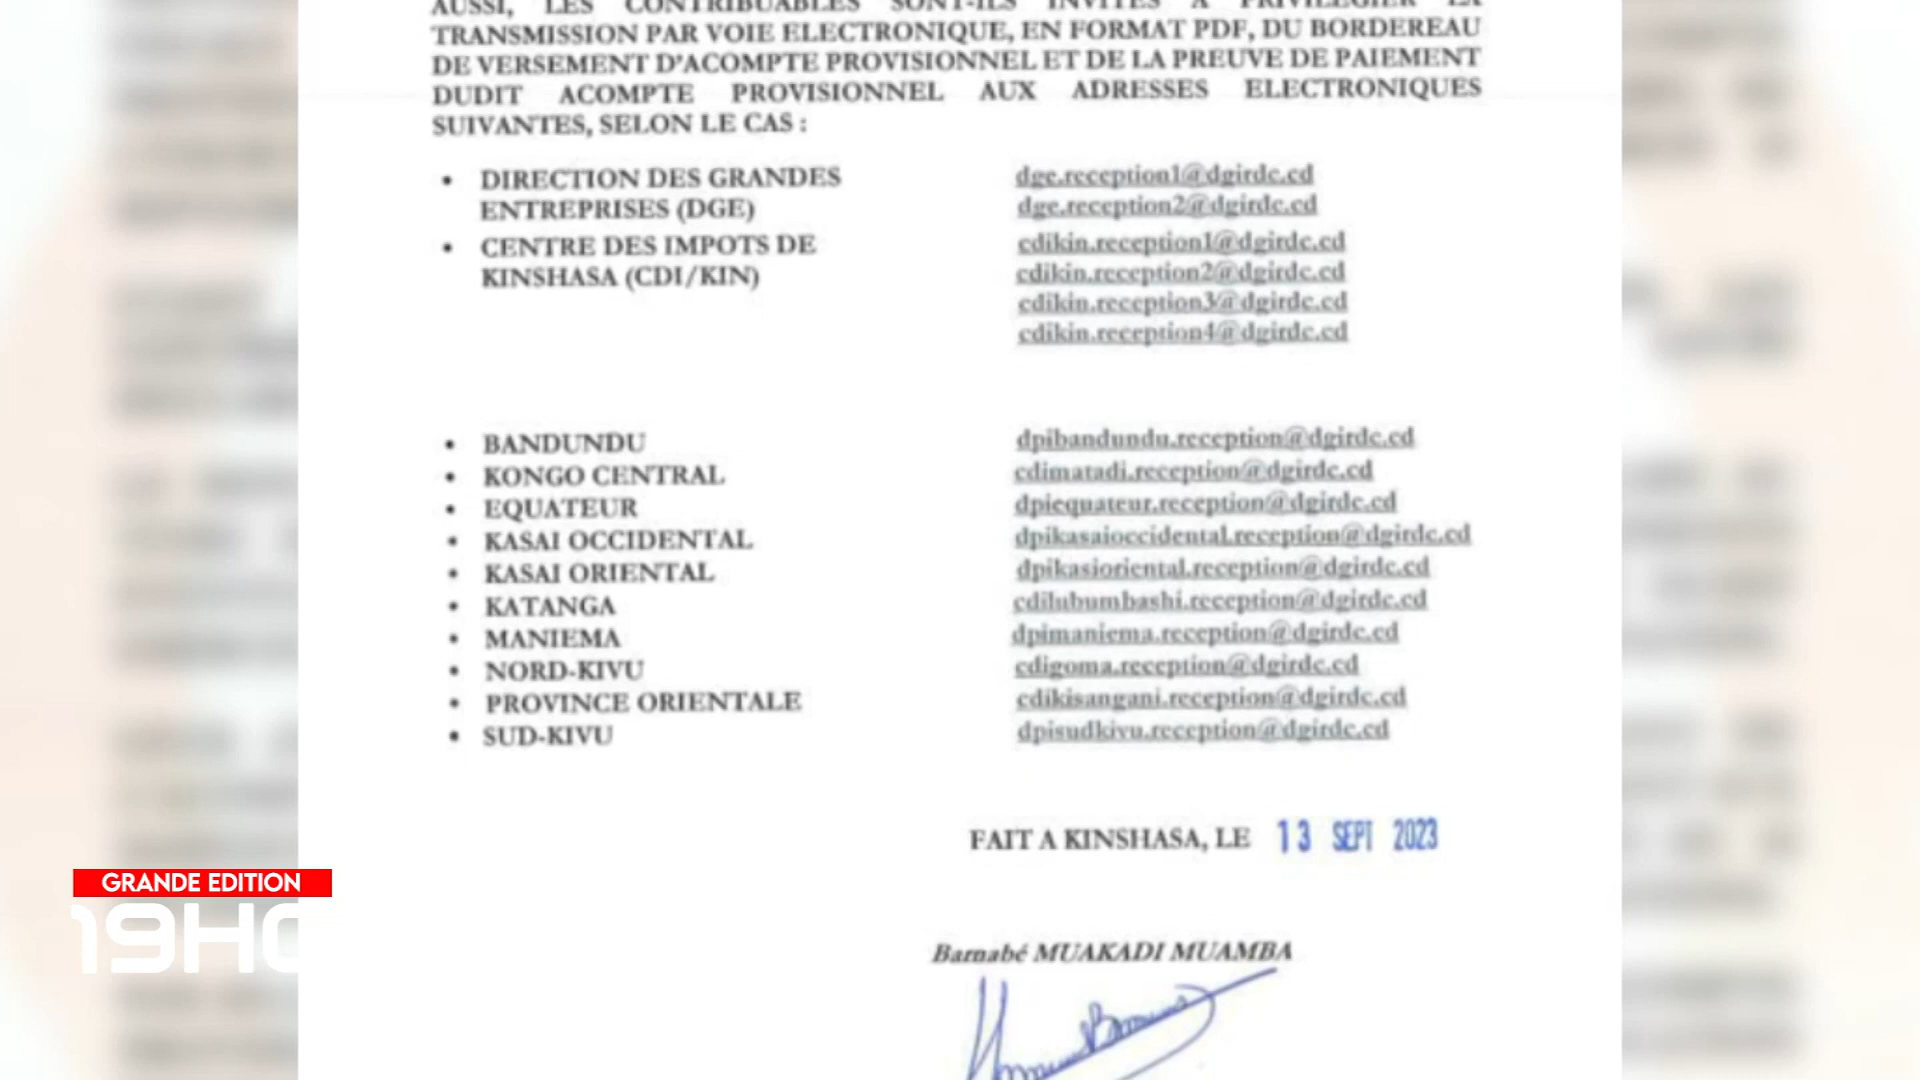 AUSSI, LES CONTRIBUABLES SONT-ILS INVITES A PRIVILEGIER LA
TRANSMISSION PAR VOIE ELECTRONIQUE, EN FORMAT PDF, DU BORDEREAU
DE VERSEMENT D'ACOMPTE PROVISIONNEL ET DE LA PREUVE DE PAIEMENT
DUDIT ACOMPTE PROVISIONNEL AUX ADRESSES ELECTRONIQUES
SUIVANTES, SELON LE CAS :
• DIRECTION DES GRANDES dge.reception1@dgirdc.cd
ENTREPRISES (DGE) dge.reception2@dgirdc.cd
• CENTRE DES IMPOTS DE cdikin.reception1@dgirdc.cd
KINSHASA (CDI/KIN) cdikin.reception2@dgirdc.cd
cdikin.reception3@dgirdc.cd
cdikin.reception4@dgirdc.cd
• BANDUNDU dpibandundu.reception@dgirdc.cd
• KONGO CENTRAL cdimatadi.reception@dgirdc.cd
• EQUATEUR dpiequateur.reception@dgirdc.cd
• KASAI OCCIDENTAL dpikasaioccidental.reception@dgirdc.cd
• KASAI ORIENTAL dpikasioriental.reception@dgirdc.cd
• KATANGA cdilubumbashi.reception@dgirdc.cd
• MANIEMA dpimaniema.reception@dgirdc.cd
• NORD-KIVU cdigoma.reception@dgirdc.cd
• PROVINCE ORIENTALE cdikisangani.reception@dgirdc.cd
• SUD-KIVU dpisudkivu.reception@dgirdc.cd
FAIT A KINSHASA, LE 13 SEPT 2023
Barnabé MUAKADI MUAMBA
GRANDE EDITION
19H0